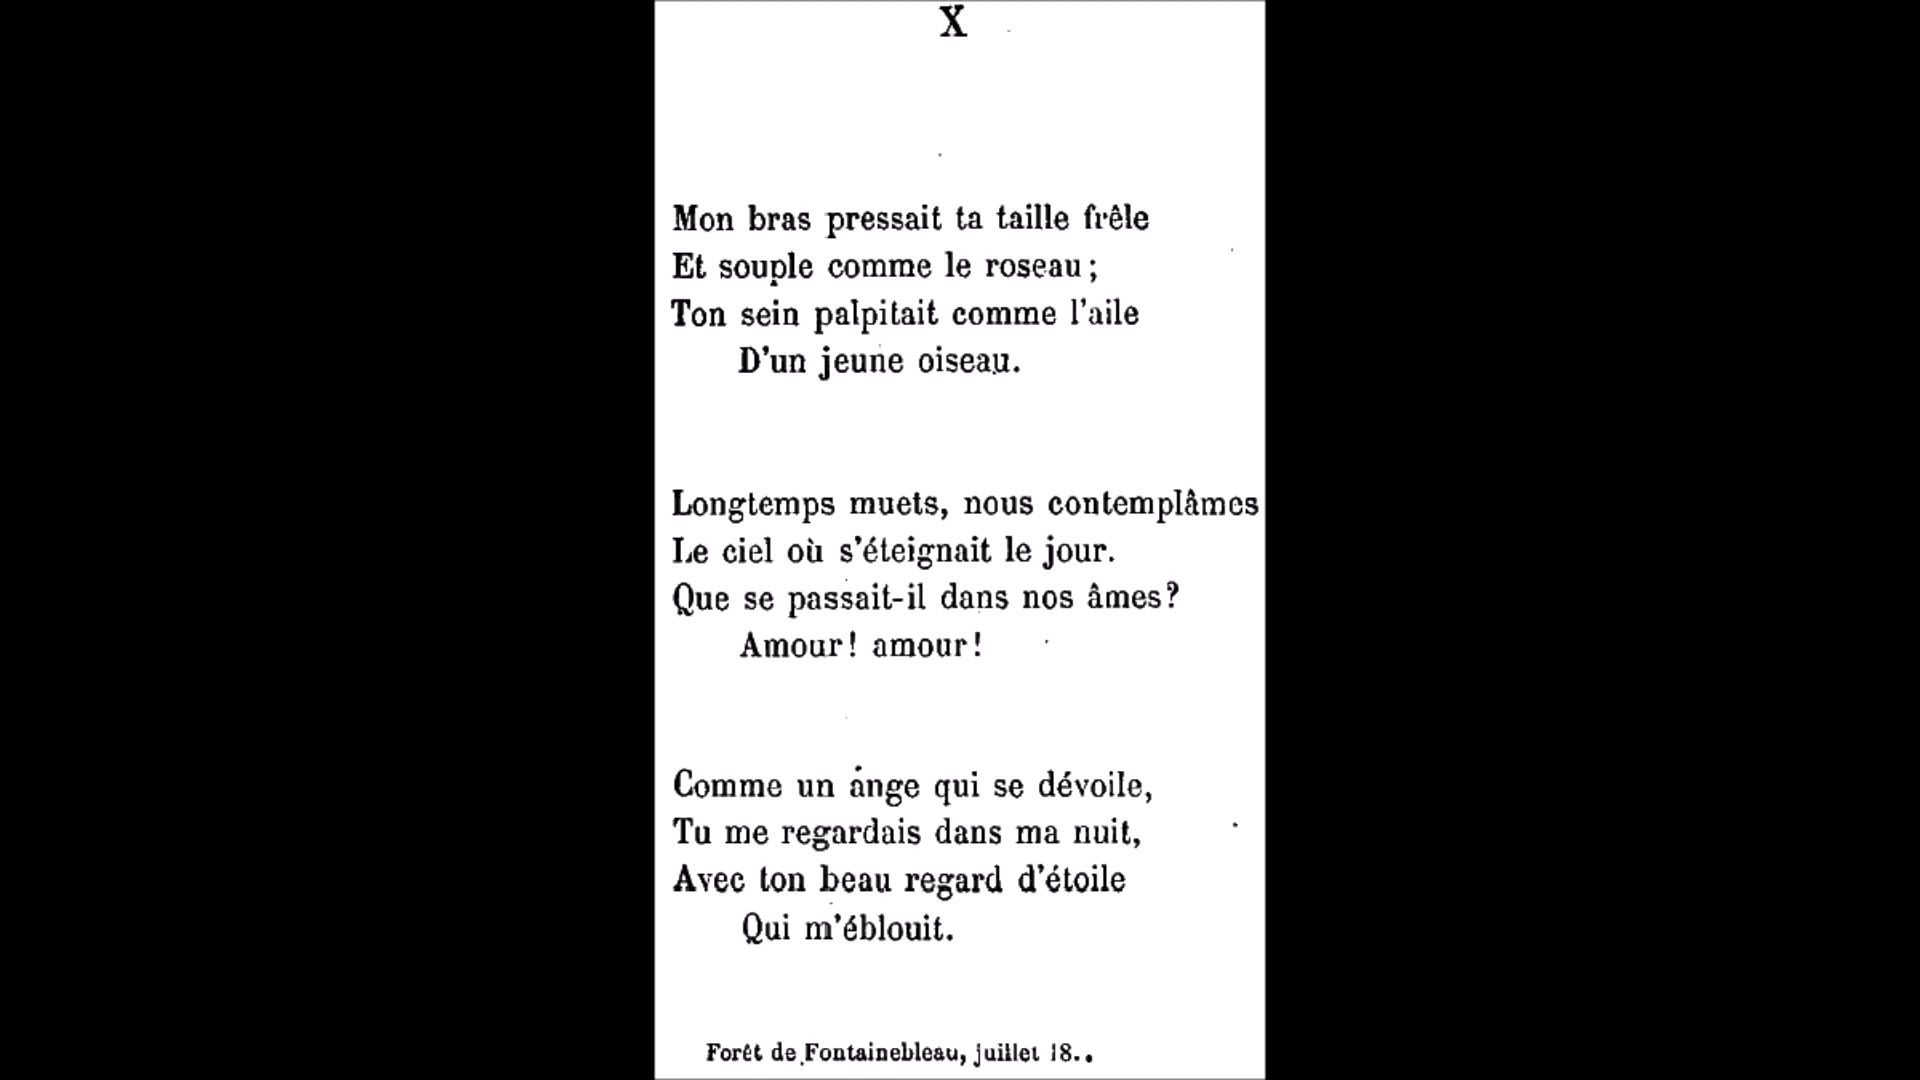 X
Mon bras pressait ta taille frêle
Et souple comme le roseau ;
Ton sein palpitait comme l'aile
D'un jeune oiseau.
Longtemps muets, nous contemplâmes
Le ciel où s'éteignait le jour.
Que se passait-il dans nos âmes?
Amour! amour!
Comme un ange qui se dévoile,
Tu me regardais dans ma nuit,
Avec ton beau regard d'étoile
Qui m'éblouit.
Forêt de Fontainebleau, juillet 18..